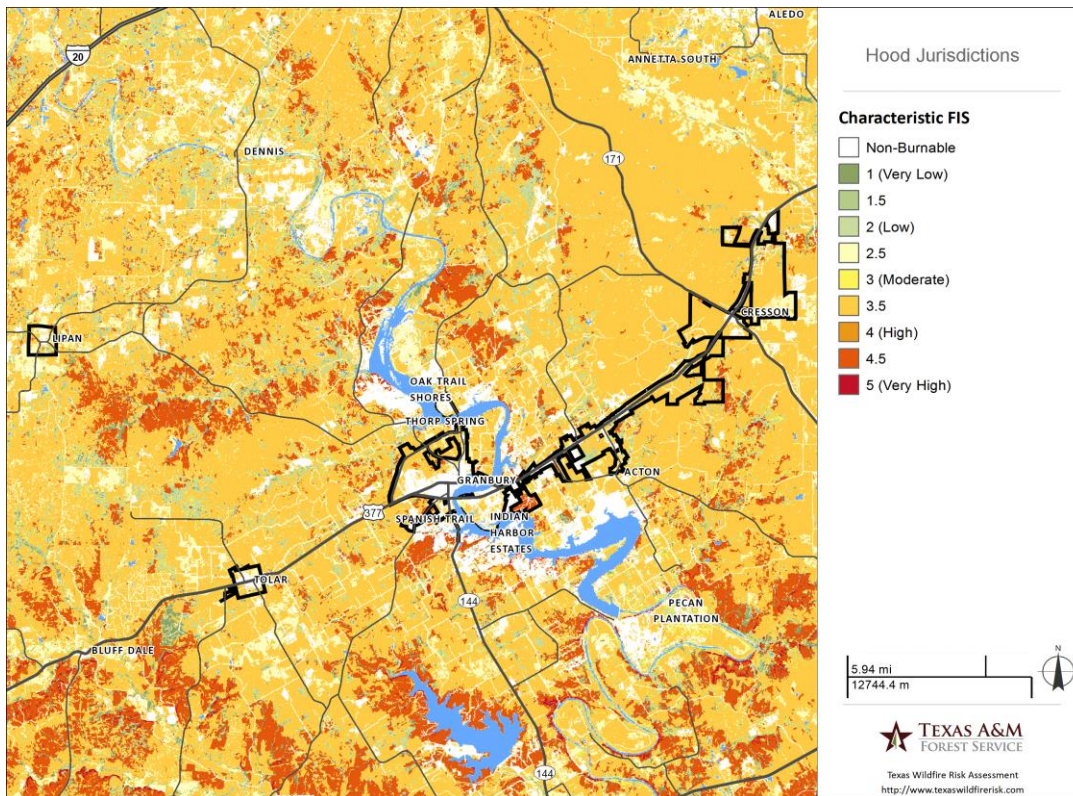 ALEDO
20
ANNETTA SOUTH
DENNIS
171
CRESSON
LIPAN
OAK TRAIL
SHORES
THORP SPRING
GRANBURY
ACTON
377
SPANISH TRAIL
INDIAN
HARBOR
ESTATES
TOLAR
144
PECAN
PLANTATION
BLUFF DALE
144
Hood Jurisdictions
Characteristic FIS
Non-Burnable
1 (Very Low)
1.5
2 (Low)
2.5
3 (Moderate)
3.5
4 (High)
4.5
5 (Very High)
5.94 mi
12744.4 m
N
TEXAS A&M
FOREST SERVICE
Texas Wildfire Risk Assessment
http://www.texaswildfirerisk.com